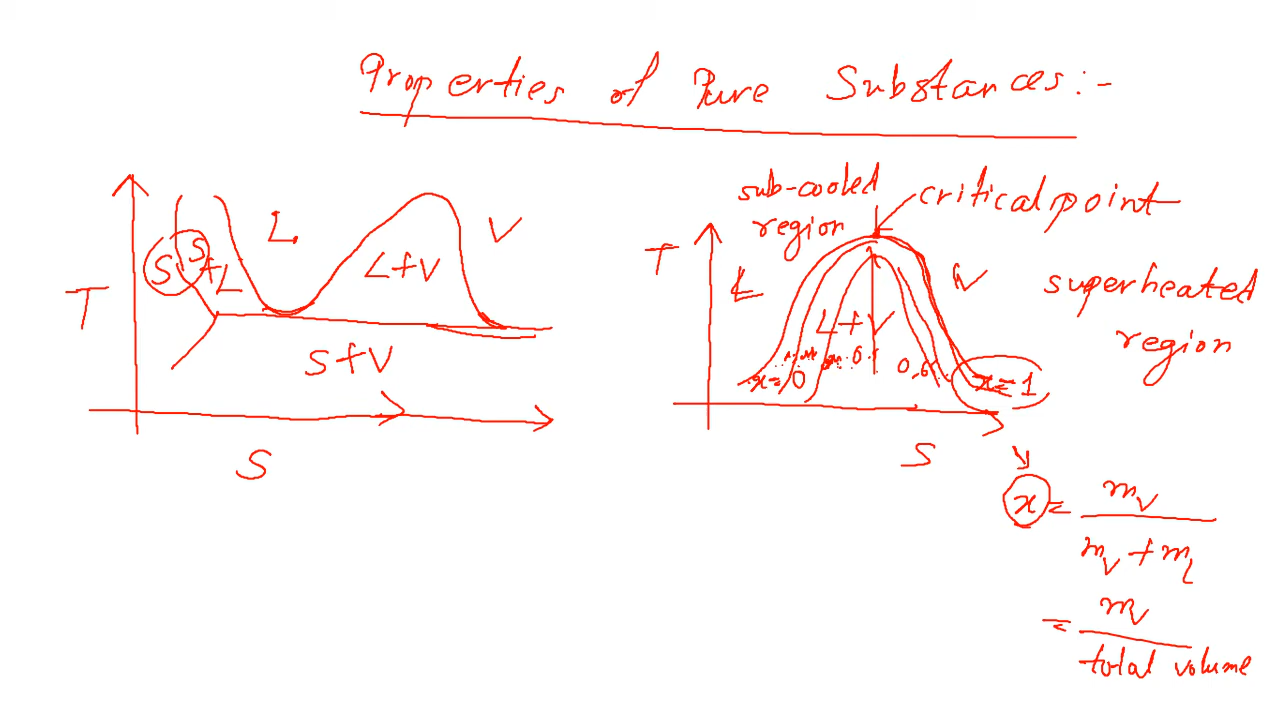 Properties of Pure Substances:-
T
S
S+L
L
L+V
V
S+V
S
sub-cooled
region
critical point
T
L
L+V
V
superheated
region
x=0
0.6
x=1
S
x = mv
mv + ml
= mv
total volume